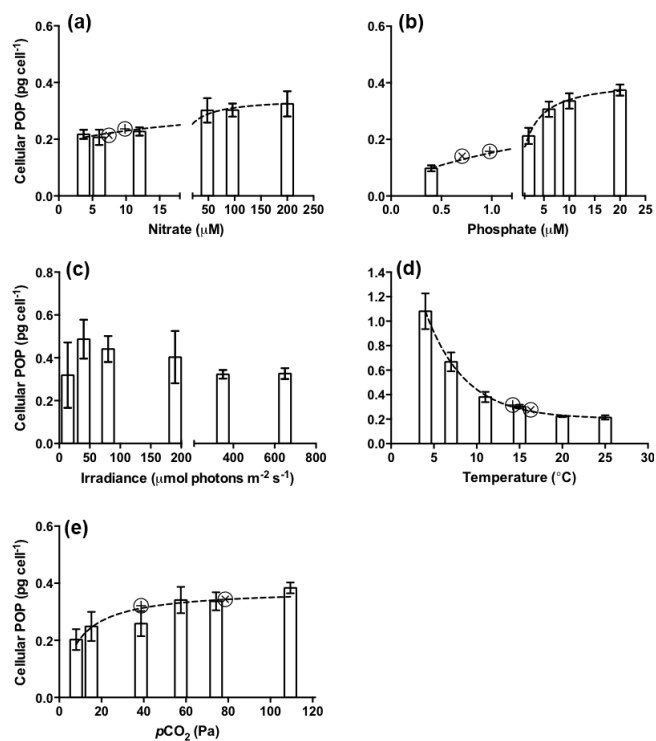 (a)
Cellular POP (pg cell-1)
0.6
0.4
0.2
0.0
0 5 10 15 50 100 150 200 250
Nitrate (μM)
(b)
0.6
0.4
0.2
0.0
0.0 0.5 1.0 5 10 15 20 25
Phosphate (μM)
(c)
Cellular POP (pg cell-1)
0.8
0.6
0.4
0.2
0.0
0 50 100 150 200 400 600 800
Irradiance (μmol photons m-2 s-1)
(d)
1.4
1.2
1.0
0.8
0.6
0.4
0.2
0.0
0 5 10 15 20 25 30
Temperature (°C)
(e)
Cellular POP (pg cell-1)
0.6
0.4
0.2
0.0
0 20 40 60 80 100 120
pCO2 (Pa)